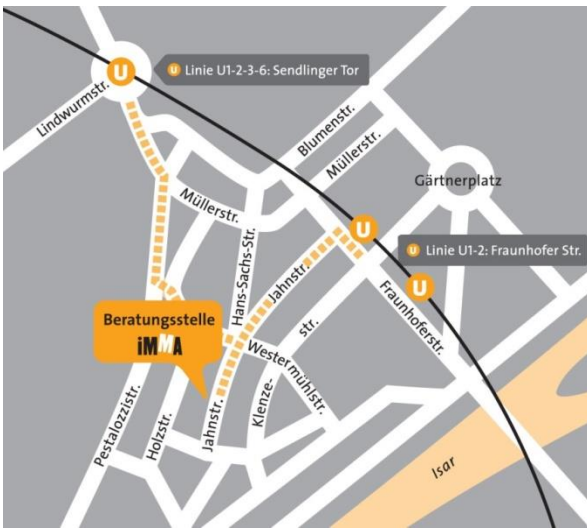 U
Linie U1-2-3-6: Sendlinger Tor
Lindwurmstr.
Blumenstr.
Müllerstr.
Müllerstr.
Gärtnerplatz
Hans-Sachs-Str.
U
U Linie U1-2: Fraunhofer Str.
U
Jahnstr.
Fraunhoferstr.
Beratungsstelle
IMMA
Westermühlstr.
Klenze-
str.
Pestalozzistr.
Holzstr.
Jahnstr.
Isar